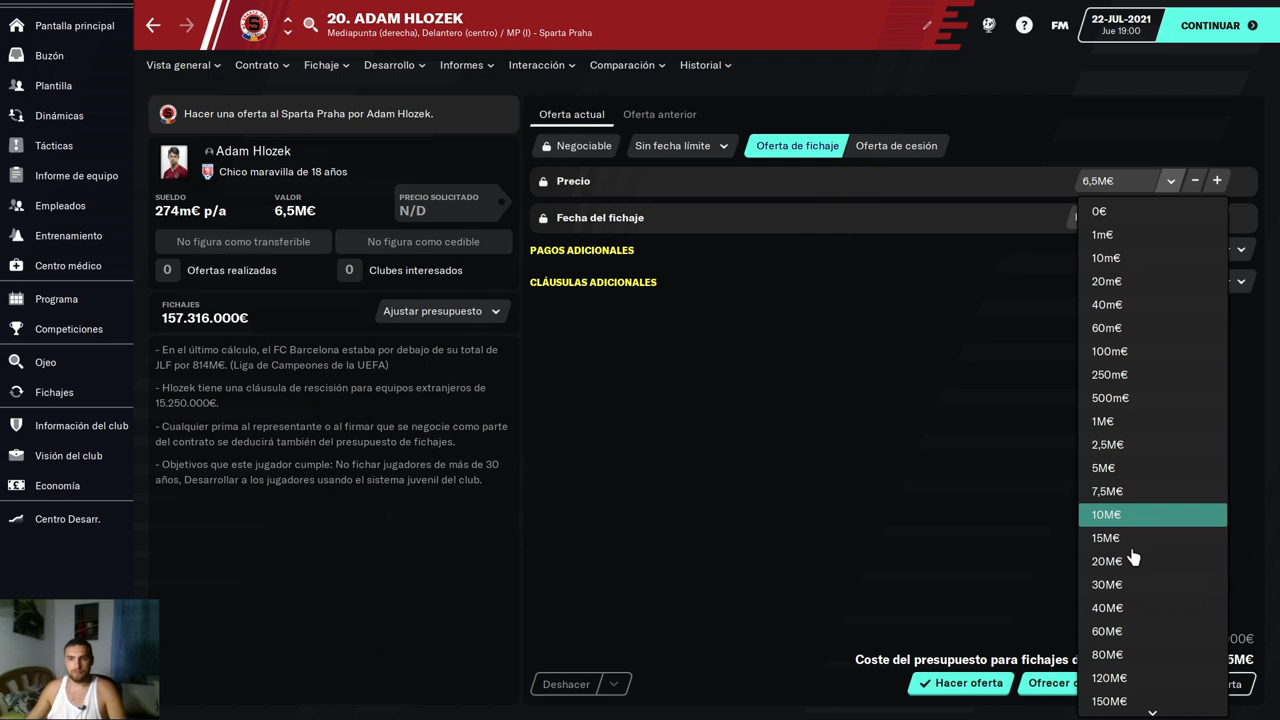 20. ADAM HLOZEK
Mediapunta (derecha), Delantero (centro) / MP (I) - Sparta Praha
FM
22-JUL-2021
Jue 19:00
CONTINUAR
Pantalla principal
Buzón
Plantilla
Dinámicas
Tácticas
Informe de equipo
Empleados
Entrenamiento
Centro médico
Programa
Competiciones
Ojeo
Fichajes
Información del club
Visión del club
Economía
Centro Desarr.
Vista general
Contrato
Fichaje
Desarrollo
Informes
Interacción
Comparación
Historial
Hacer una oferta al Sparta Praha por Adam Hlozek.
Adam Hlozek
Chico maravilla de 18 años
SUELDO
274m€ p/a
VALOR
6,5M€
PRECIO SOLICITADO
N/D
No figura como transferible
No figura como cedible
0 Ofertas realizadas
0 Clubes interesados
FICHAJES
157.316.000€
Ajustar presupuesto
- En el último cálculo, el FC Barcelona estaba por debajo de su total de
JLF por 814M€. (Liga de Campeones de la UEFA)
- Hlozek tiene una cláusula de rescisión para equipos extranjeros de
15.250.000€.
- Cualquier prima al representante o al firmar que se negocie como parte
del contrato se deducirá también del presupuesto de fichajes.
- Objetivos que este jugador cumple: No fichar jugadores de más de 30
años, Desarrollar a los jugadores usando el sistema juvenil del club.
Oferta actual
Oferta anterior
Negociable
Sin fecha límite
Oferta de fichaje
Oferta de cesión
Precio
6,5M€
Fecha del fichaje
PAGOS ADICIONALES
CLÁUSULAS ADICIONALES
0€
1m€
10m€
20m€
40m€
60m€
100m€
250m€
500m€
1M€
2,5M€
5M€
7,5M€
10M€
15M€
20M€
30M€
40M€
60M€
80M€
120M€
150M€
Coste del presupuesto para fichajes
Deshacer
Hacer oferta
Ofrecer